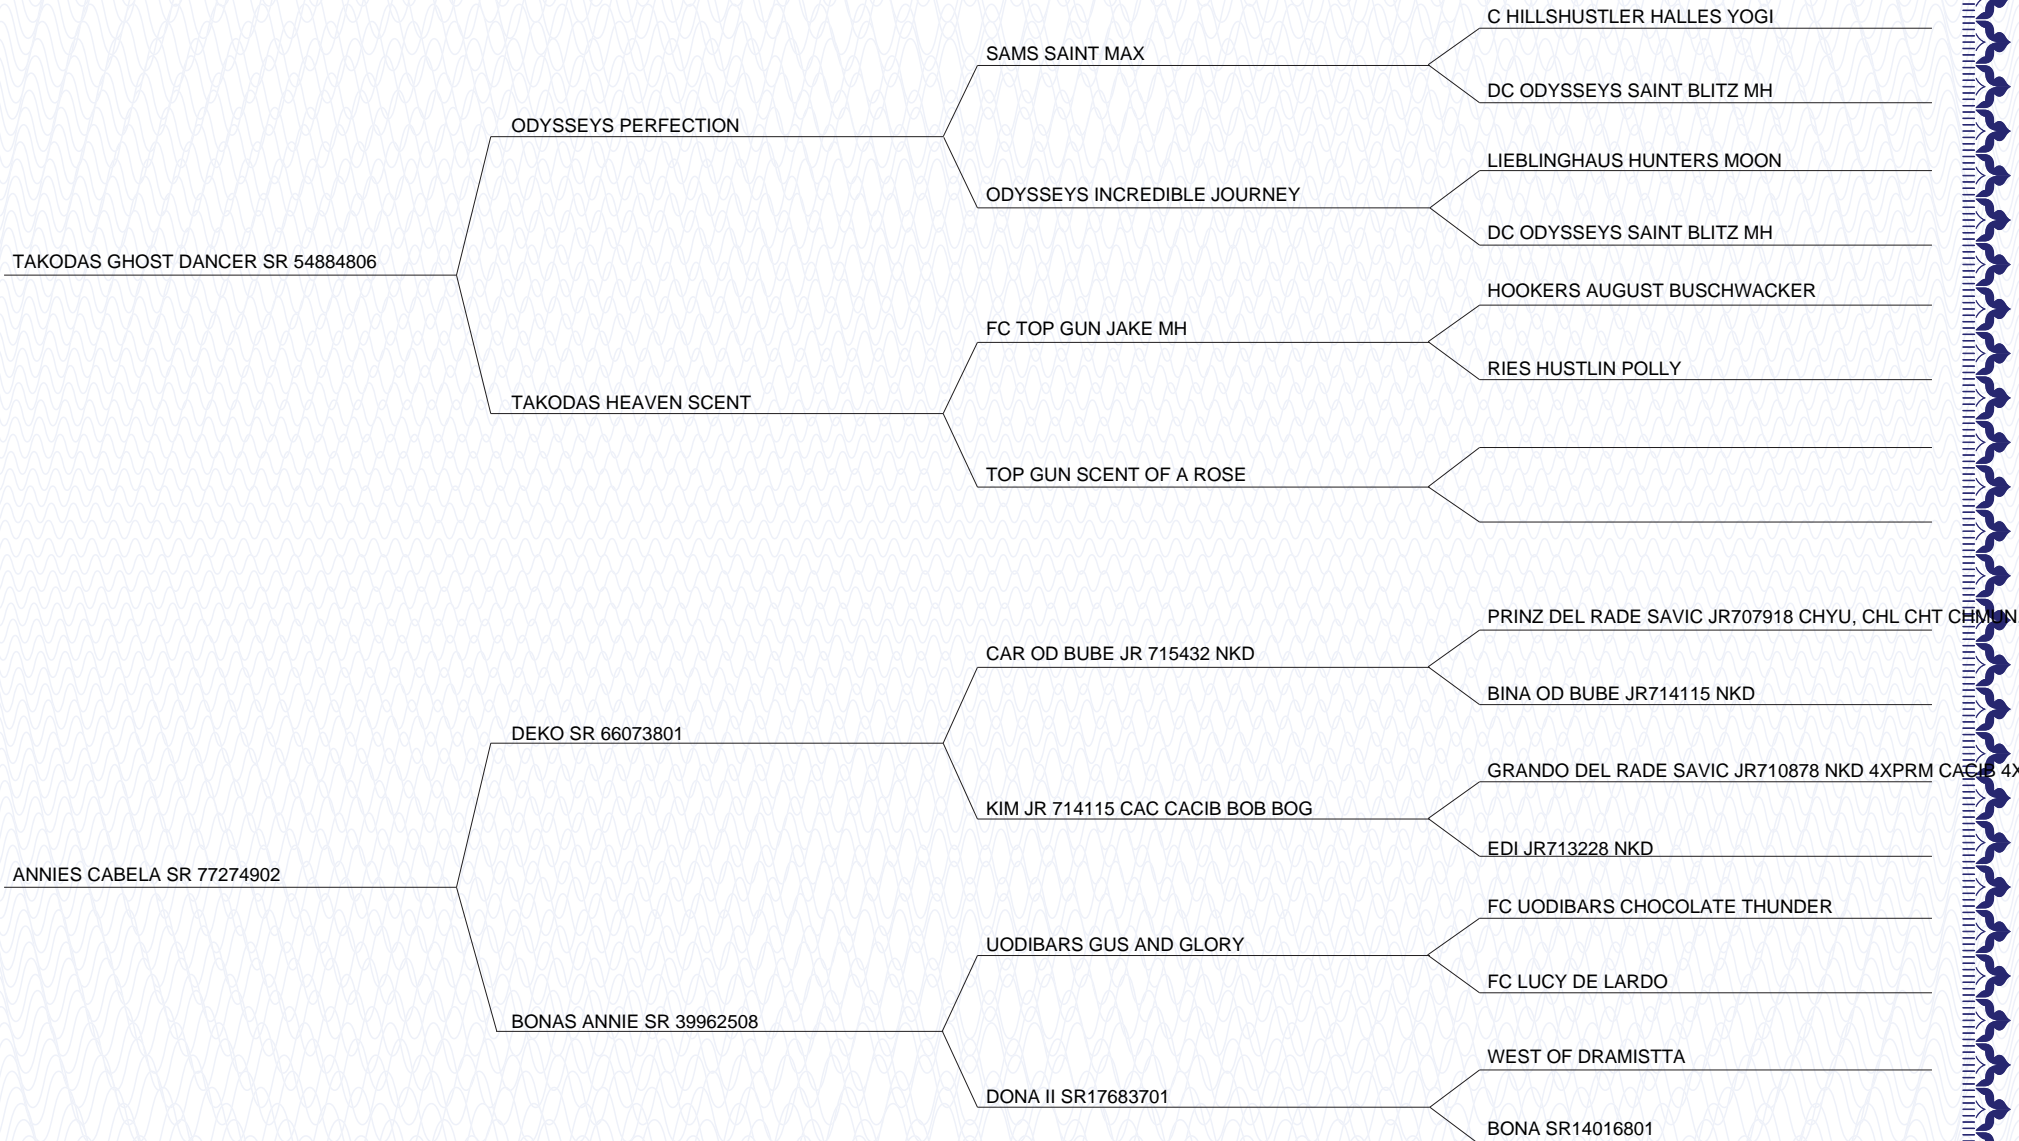 C HILLSHUSTLER HALLES YOGI
SAMS SAINT MAX
DC ODYSSEYS SAINT BLITZ MH
ODYSSEYS PERFECTION
LIEBLINGHAUS HUNTERS MOON
ODYSSEYS INCREDIBLE JOURNEY
DC ODYSSEYS SAINT BLITZ MH
TAKODAS GHOST DANCER SR 54884806
HOOKERS AUGUST BUSCHWACKER
FC TOP GUN JAKE MH
RIES HUSTLIN POLLY
TAKODAS HEAVEN SCENT
TOP GUN SCENT OF A ROSE
PRINZ DEL RADE SAVIC JR707918 CHYU, CHL CHT CHMUN
CAR OD BUBE JR 715432 NKD
BINA OD BUBE JR714115 NKD
DEKO SR 66073801
GRANDO DEL RADE SAVIC JR710878 NKD 4XPRM CACIB 4X
KIM JR 714115 CAC CACIB BOB BOG
EDI JR713228 NKD
ANNIES CABELA SR 77274902
FC UODIBARS CHOCOLATE THUNDER
UODIBARS GUS AND GLORY
FC LUCY DE LARDO
BONAS ANNIE SR 39962508
WEST OF DRAMISTTA
DONA II SR17683701
BONA SR14016801